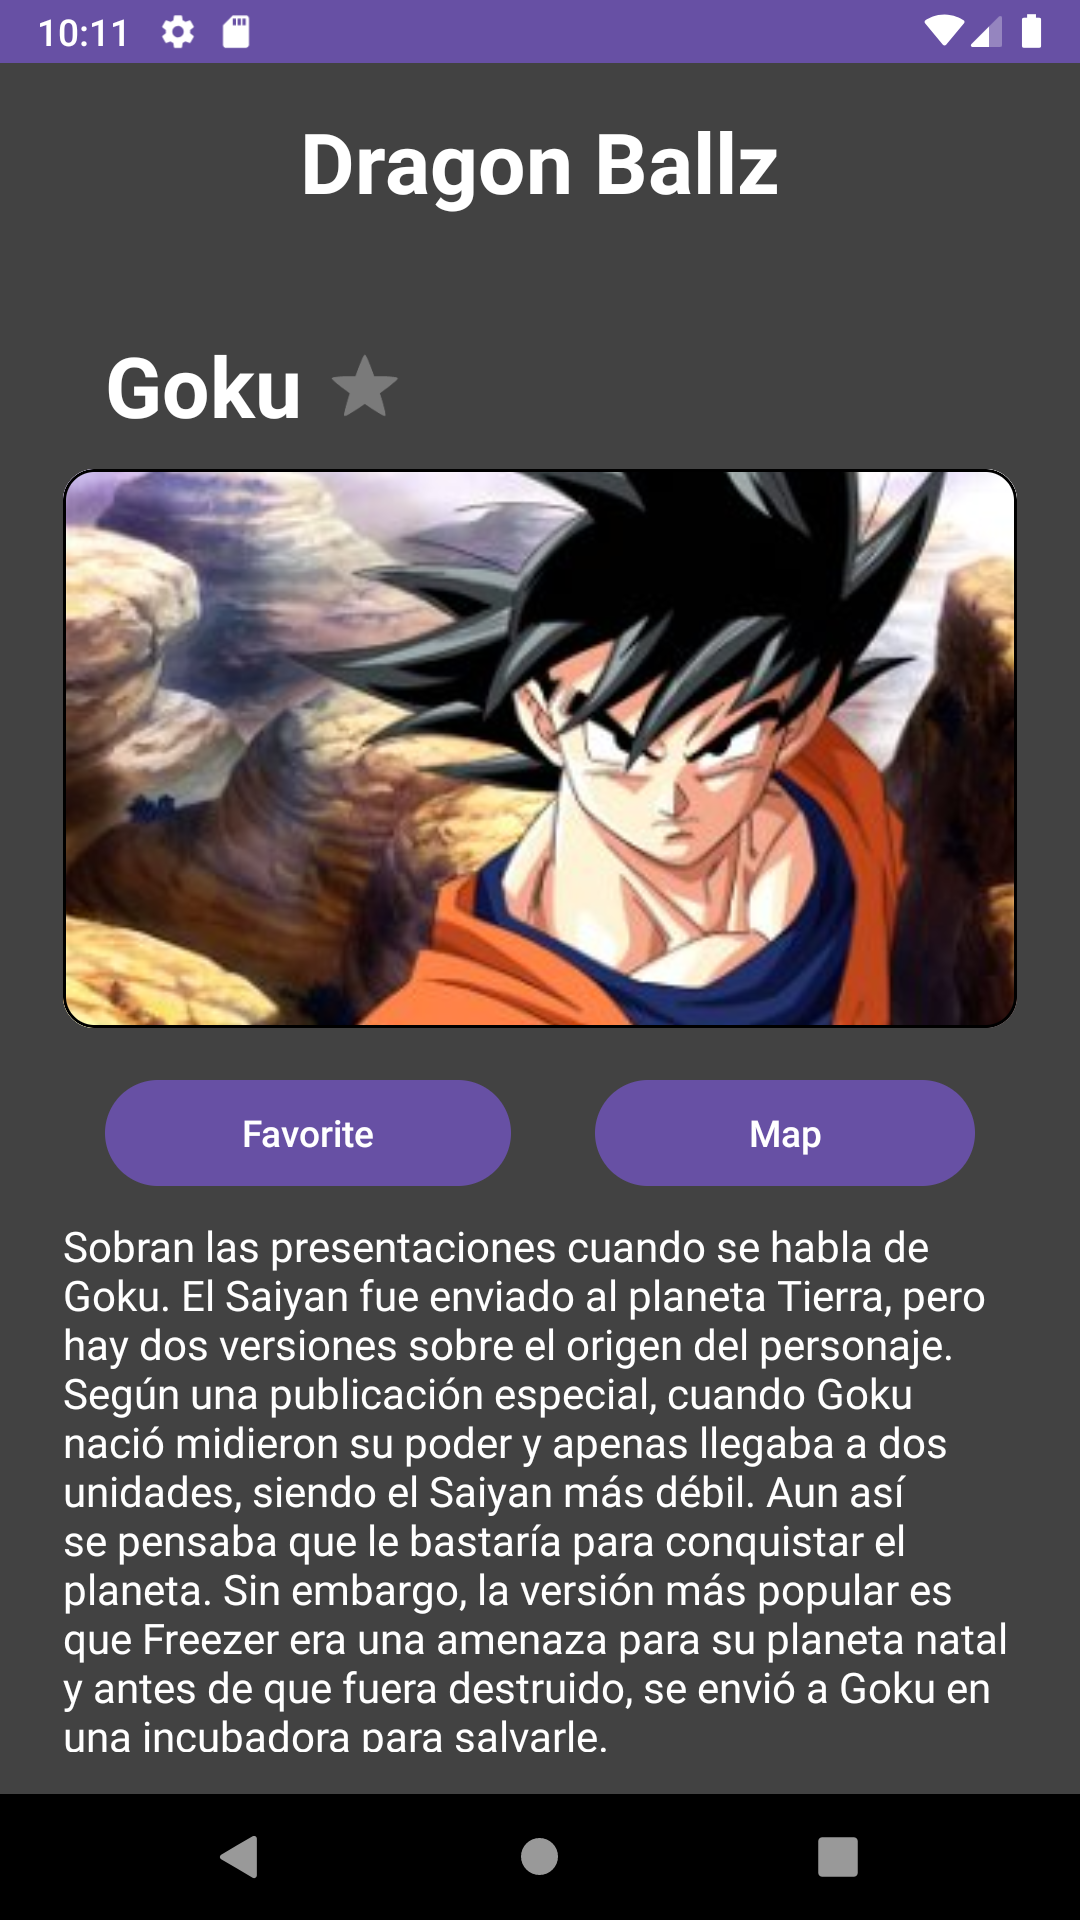 10:11
Dragon Ballz
Goku
Favorite
Map
Sobran las presentaciones cuando se habla de
Goku. El Saiyan fue enviado al planeta Tierra, pero
hay dos versiones sobre el origen del personaje.
Según una publicación especial, cuando Goku
nació midieron su poder y apenas llegaba a dos
unidades, siendo el Saiyan más débil. Aun así
se pensaba que le bastaría para conquistar el
planeta. Sin embargo, la versión más popular es
que Freezer era una amenaza para su planeta natal
y antes de que fuera destruido, se envió a Goku en
una incubadora para salvarle.